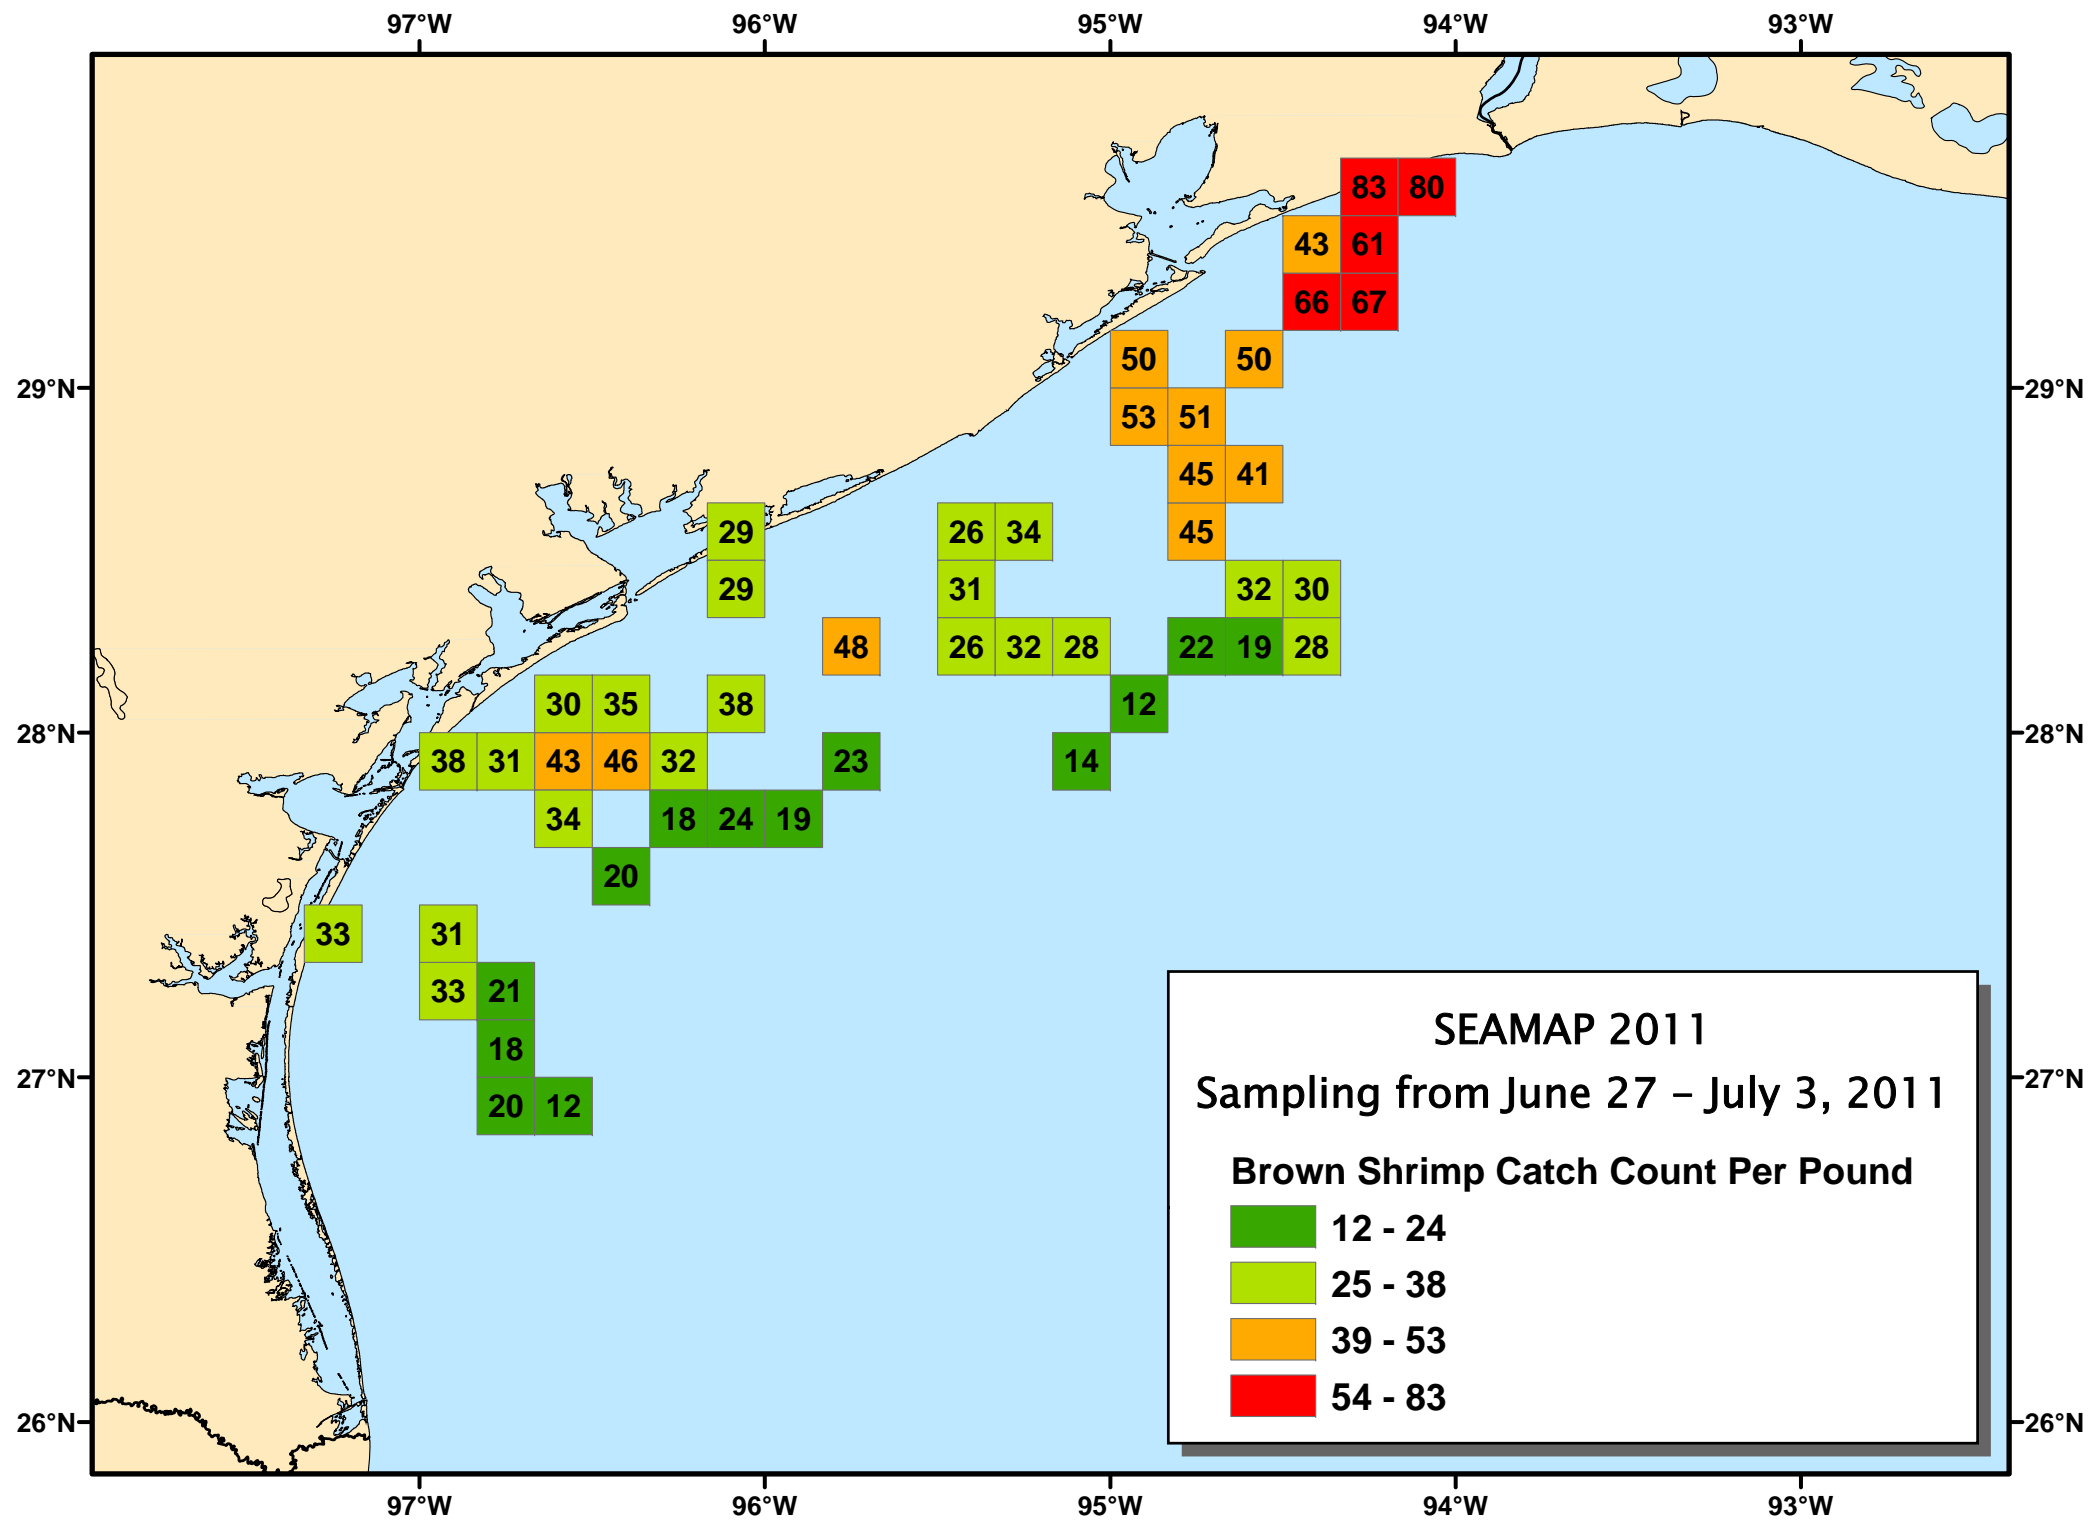 97°W 96°W 95°W 94°W 93°W
83 80
43 61
66 67
50 50
29°N 29°N
53 51
45 41
29 26 34 45
29 31 32 30
48 26 32 28 22 19 28
30 35 38 12
28°N 28°N
38 31 43 46 32 23 14
34 18 24 19
20
33 31
33 21
SEAMAP 2011
18
27°N 27°N
Sampling from June 27 – July 3, 2011
20 12
Brown Shrimp Catch Count Per Pound
12 - 24
25 - 38
39 - 53
54 - 83
26°N 26°N
97°W 96°W 95°W 94°W 93°W